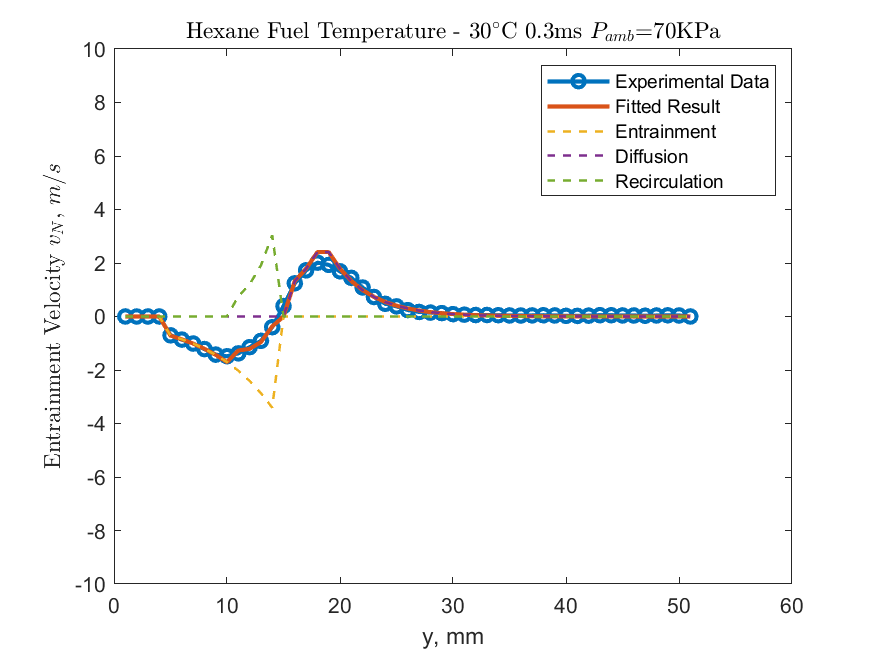 Hexane Fuel Temperature - 30°C 0.3ms P_amb=70KPa
10
8
6
4
2
0
-2
-4
-6
-8
-10
Entrainment Velocity v_N, m/s
Experimental Data
Fitted Result
Entrainment
Diffusion
Recirculation
0 10 20 30 40 50 60
y, mm